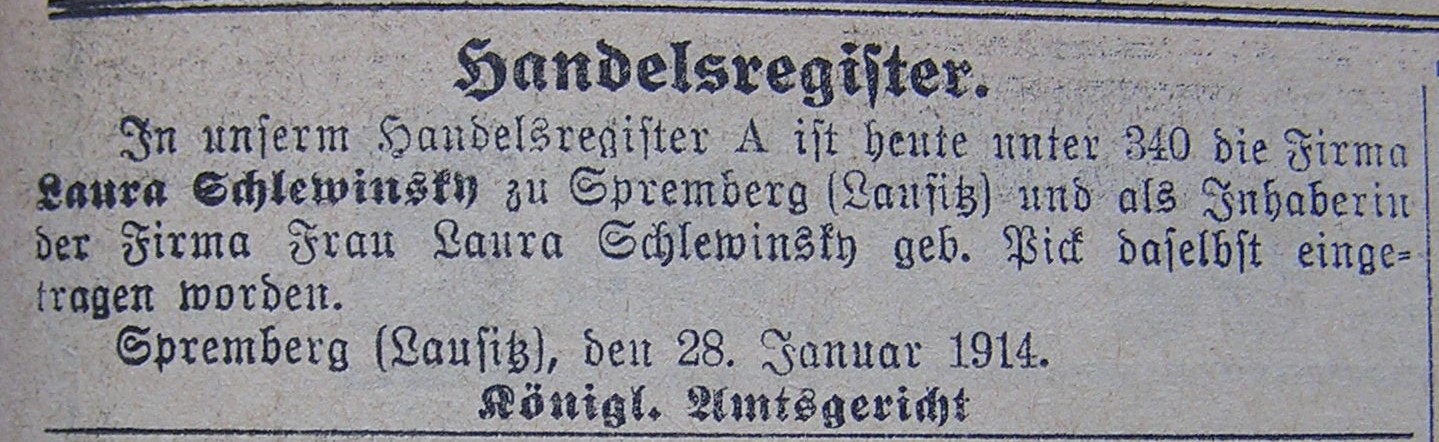 Handelsregister.
In unserm Handelsregister A ist heute unter 340 die Firma
Laura Schlewinsky zu Spremberg (Lausitz) und als Inhaberin
der Firma Frau Laura Schlewinsky geb. Pick daselbst einge-
tragen worden.
Spremberg (Lausitz), den 28. Januar 1914.
Königl. Amtsgericht